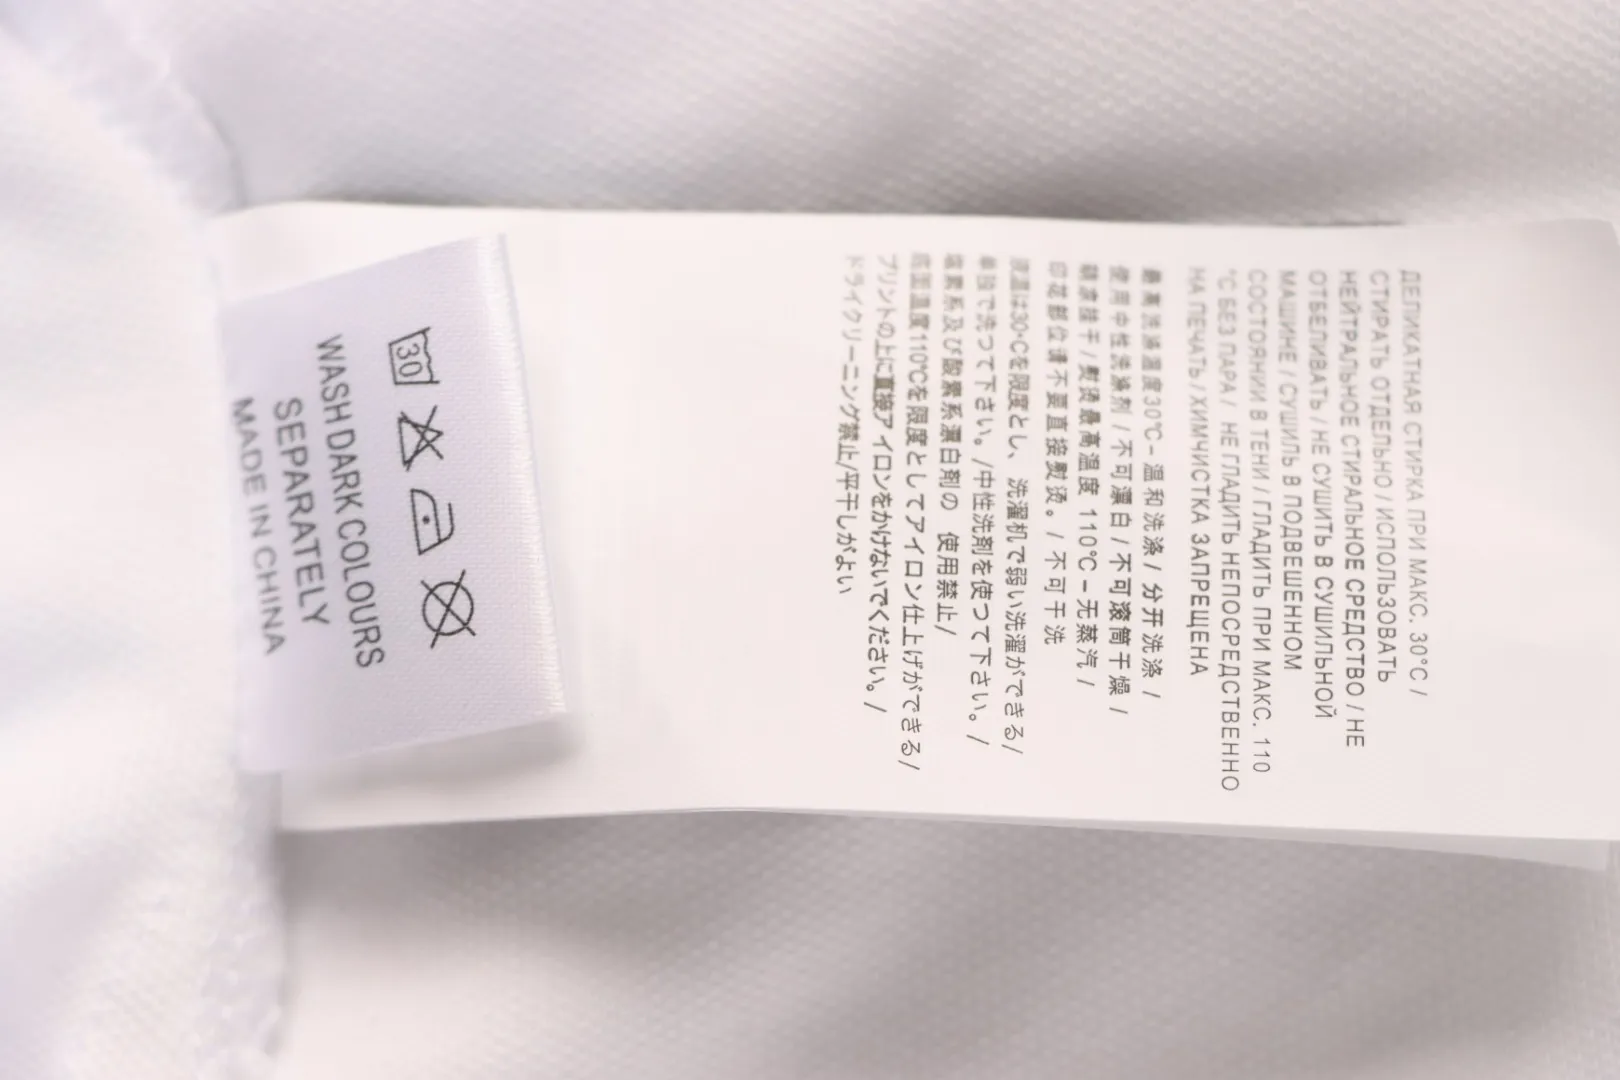 30
WASH DARK COLOURS
SEPARATELY
MADE IN CHINA
ДЕЛИКАТНАЯ СТИРКА ПРИ МАКС. 30°C /
СТИРАТЬ ОТДЕЛЬНО / ИСПОЛЬЗОВАТЬ
НЕЙТРАЛЬНОЕ СТИРАЛЬНОЕ СРЕДСТВО / НЕ
ОТБЕЛИВАТЬ / НЕ СУШИТЬ В СУШИЛЬНОЙ
МАШИНЕ / СУШИЛЬ В ПОДВЕШЕННОМ
СОСТОЯНИИ В ТЕНИ / ГЛАДИТЬ ПРИ МАКС. 110
°C БЕЗ ПАРА / НЕ ГЛАДИТЬ НЕПОСРЕДСТВЕННО
НА ПЕЧАТЬ / ХИМЧИСТКА ЗАПРЕЩЕНА
最高洗涤温度30℃ – 温和洗涤 / 分开洗涤 /
使用中性洗涤剂 / 不可漂白 / 不可滚筒干燥 /
晾凉挂干 / 熨烫最高温度 110℃ – 无蒸汽 /
印花部位请不要直接熨烫。/ 不可干洗
液温は30℃を限度とし、洗濯机で弱い洗濯ができる/
单独で洗つて下さい。/中性洗剤を使つて下さい。/
塩素系及び酸素系漂白剤の 使用禁止/
底面温度110℃を限度としてアイロン仕上げができる/
プリントの上に直接アイロンをかけないでください。/
ドライクリーニング禁止/平干しがよい